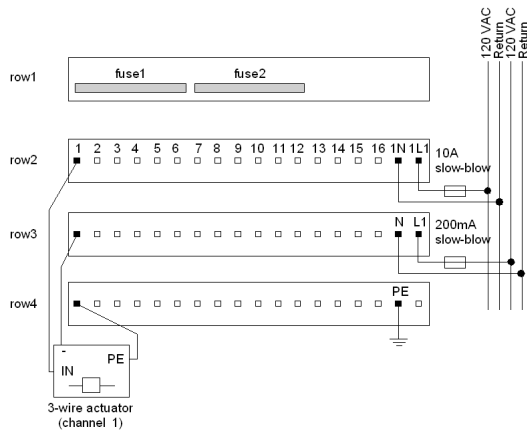 120 VAC
Return
120 VAC
Return
row1
fuse1
fuse2
row2
1 2 3 4 5 6 7 8 9 10 11 12 13 14 15 16 1N 1L1
10A
slow-blow
row3
N L1
200mA
slow-blow
row4
PE
-
PE
IN
3-wire actuator
(channel 1)